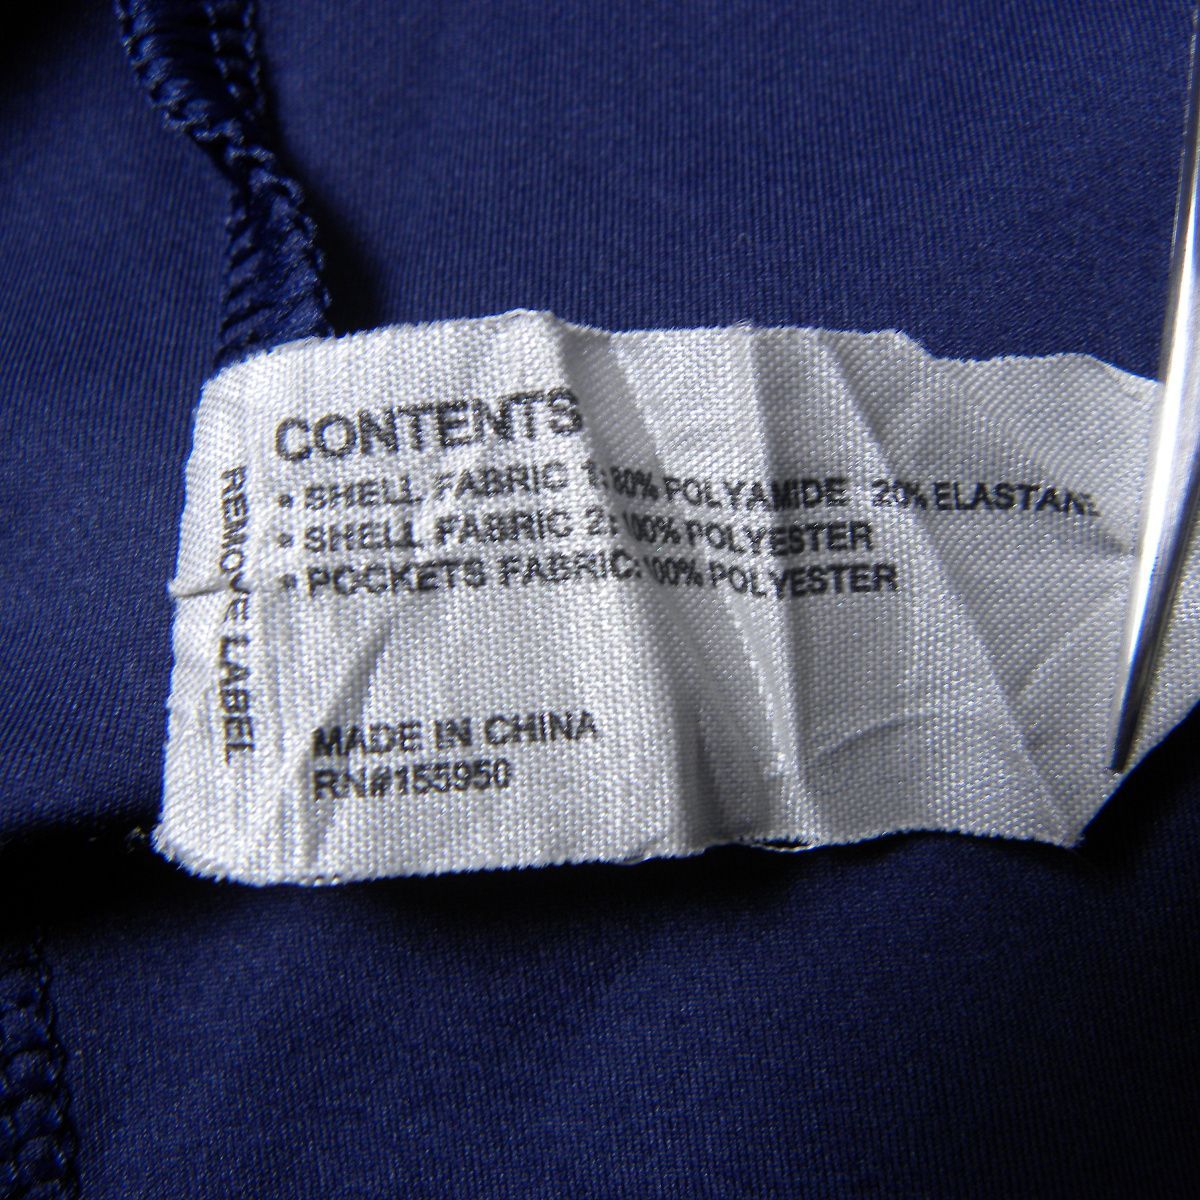 CONTENTS
• SHELL FABRIC 1: 80% POLYAMIDE 20% ELASTANE
• SHELL FABRIC 2: 100% POLYESTER
• POCKETS FABRIC: 100% POLYESTER
MADE IN CHINA
RN#155950
REMOVE LABEL